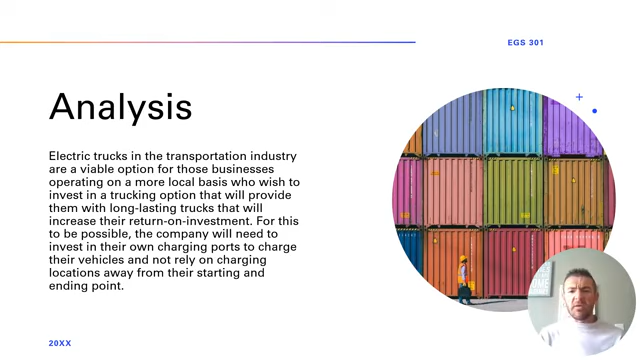 EGS 301
Analysis
Electric trucks in the transportation industry
are a viable option for those businesses
operating on a more local basis who wish to
invest in a trucking option that will provide
them with long-lasting trucks that will
increase their return-on-investment. For this
to be possible, the company will need to
invest in their own charging ports to charge
their vehicles and not rely on charging
locations away from their starting and
ending point.
20XX